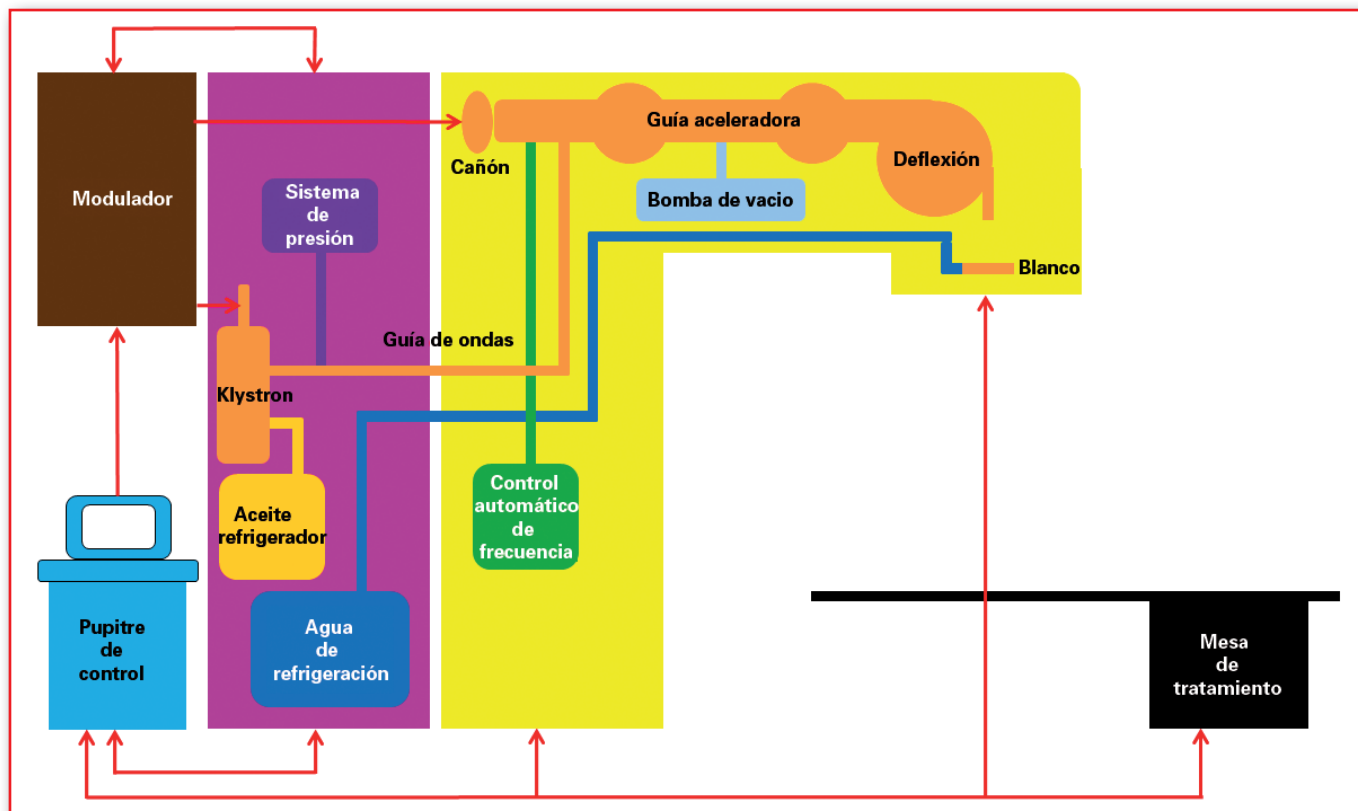 Modulador
Sistema
de
presión
Cañón
Guía aceleradora
Bomba de vacio
Deflexión
Blanco
Guía de ondas
Klystron
Aceite
refrigerador
Control
automático
de
frecuencia
Pupitre
de
control
Agua
de
refrigeración
Mesa
de
tratamiento